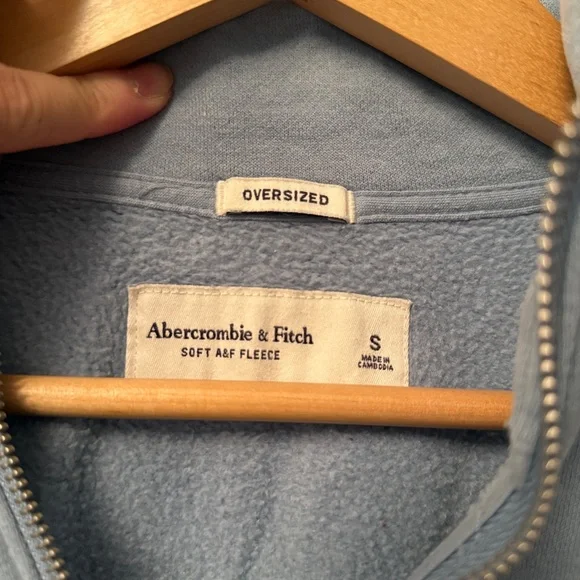 OVERSIZED
Abercrombie & Fitch
SOFT A&F FLEECE
S
MADE IN
CAMBODIA